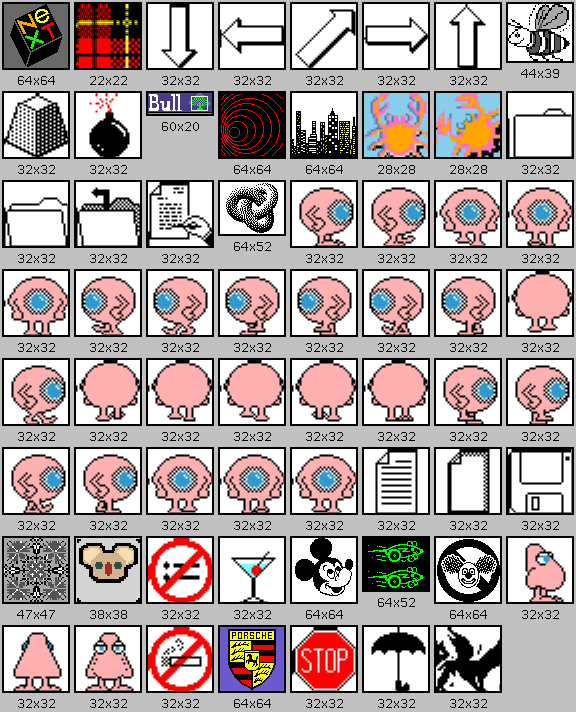 NeXT
64x64 22x22 32x32 32x32 32x32 32x32 32x32 44x39
Bull
32x32 32x32 60x20 64x64 64x64 28x28 28x28 32x32
32x32 32x32 32x32 64x52 32x32 32x32 32x32 32x32
32x32 32x32 32x32 32x32 32x32 32x32 32x32 32x32
32x32 32x32 32x32 32x32 32x32 32x32 32x32 32x32
32x32 32x32 32x32 32x32 32x32 32x32 32x32 32x32
47x47 38x38 32x32 32x32 64x64 64x52 64x64 32x32
PORSCHE
STOP
32x32 32x32 32x32 64x64 32x32 32x32 32x32